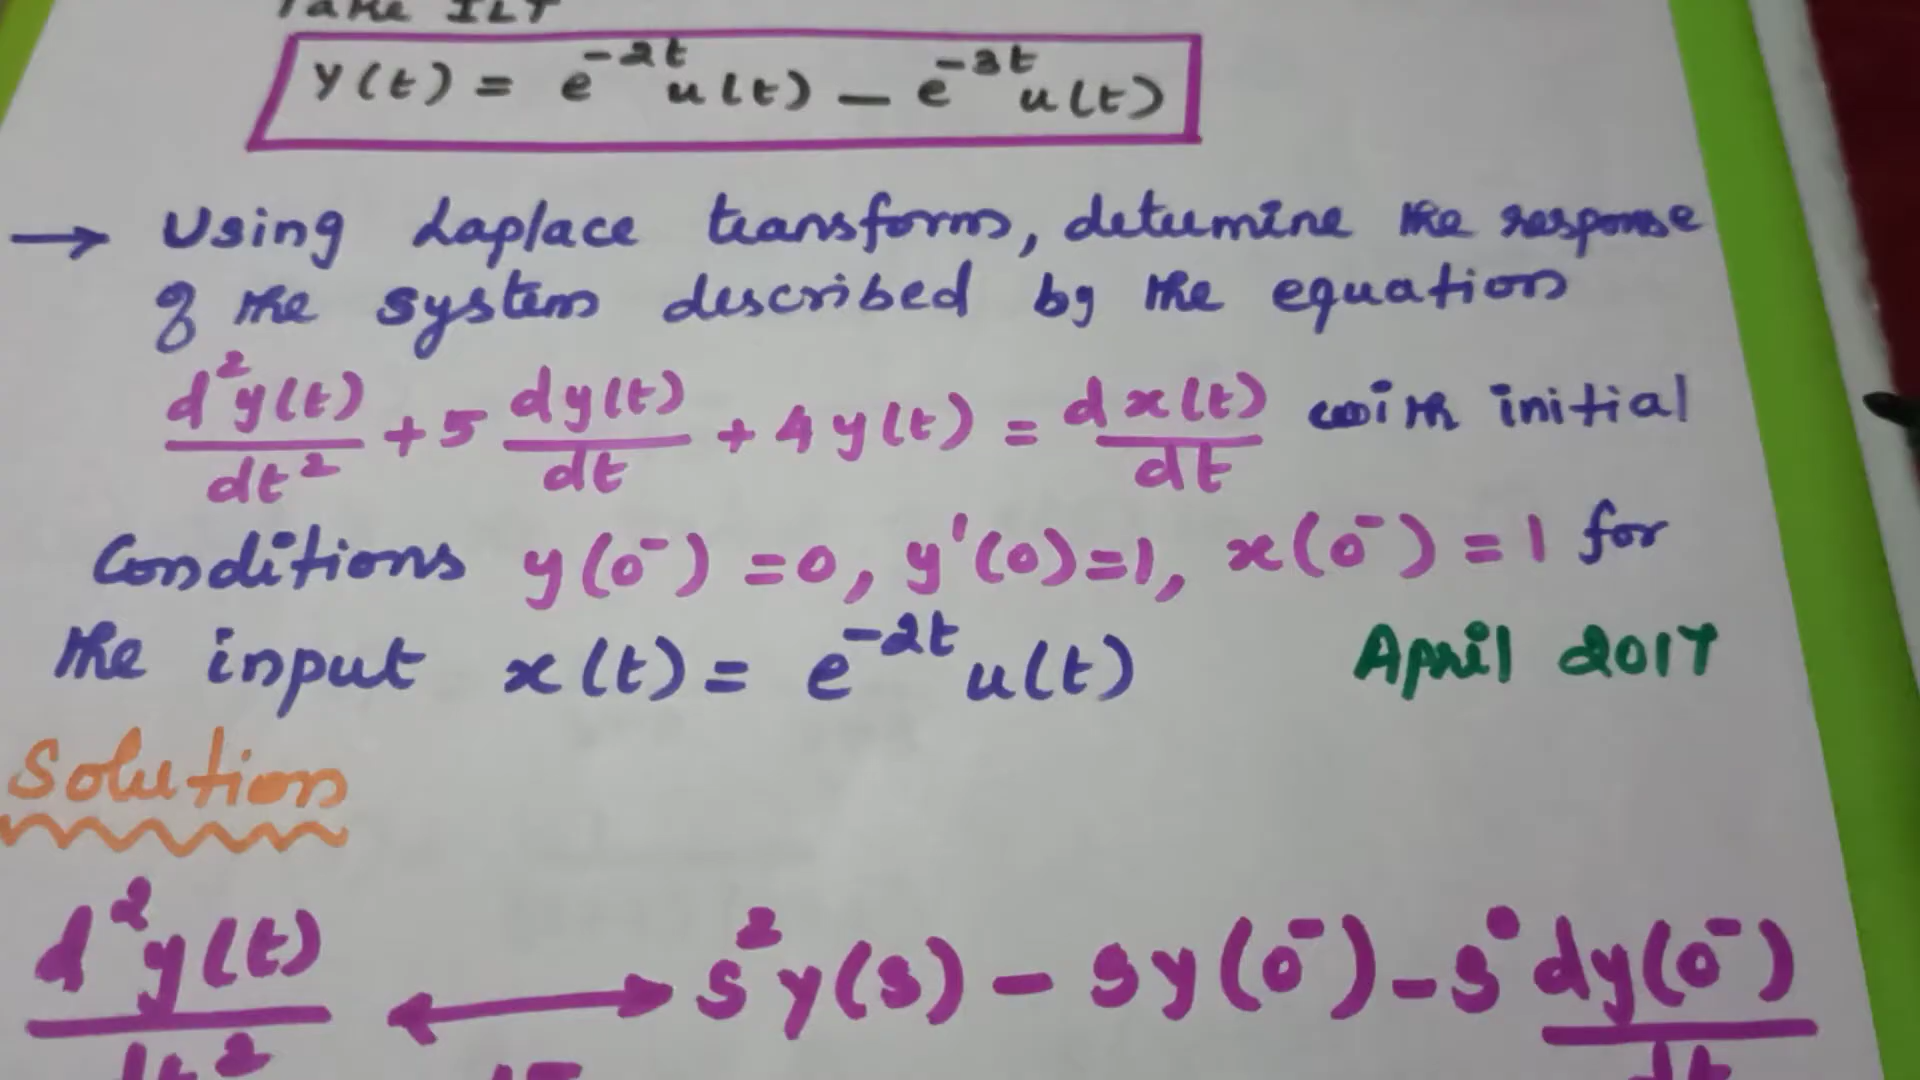 Take ILT
y(t) = e^{-2t} u(t) — e^{-3t} u(t)
→ Using Laplace transforms, determine the response
of the system described by the equation
d²y(t)/dt² + 5 dy(t)/dt + 4y(t) = dx(t)/dt with initial
Conditions y(0⁻) = 0, y'(0) = 1, x(0⁻) = 1 for
the input x(t) = e^{-2t} u(t) April 2017
Solution
d²y(t)/dt² ↔ s²y(s) - sy(0⁻) - s⁰ dy(0⁻)/dt